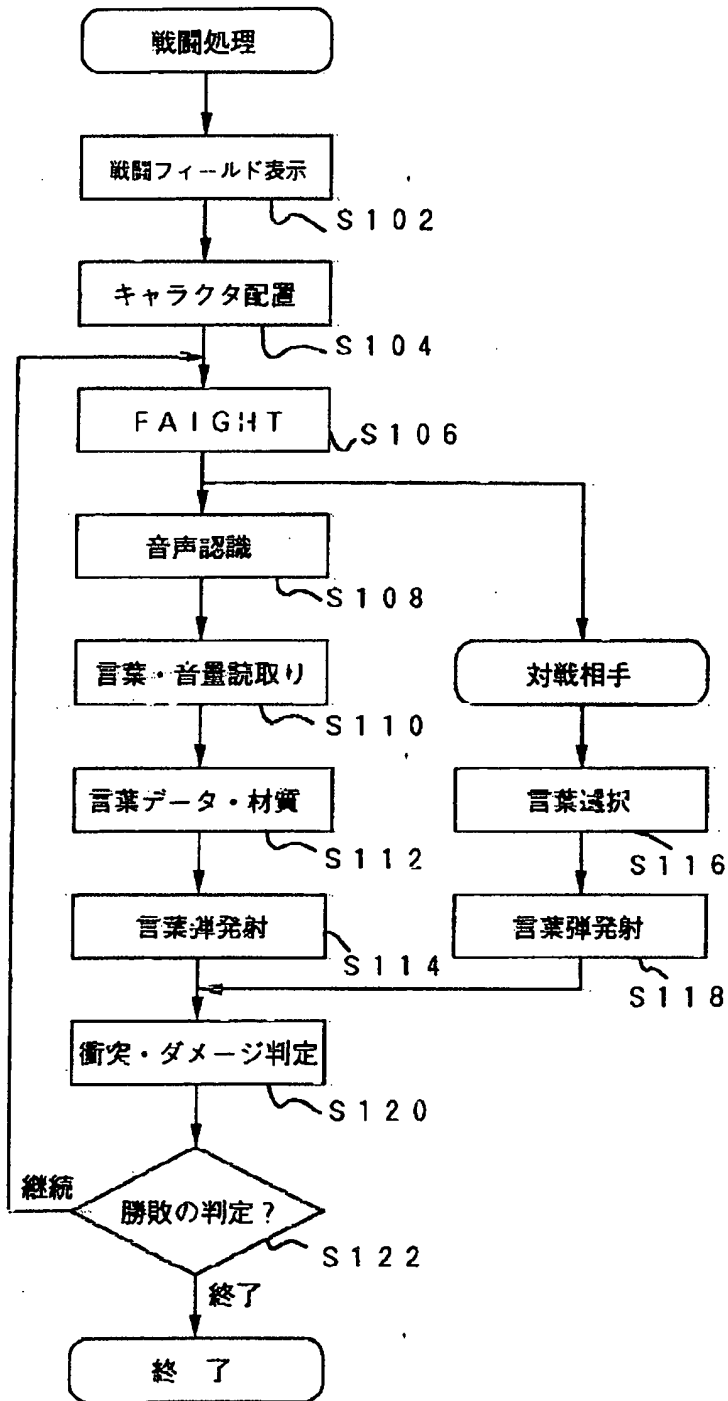 戦闘処理
戦闘フィールド表示
S102
キャラクタ配置
S104
FAIGHT
S106
音声認識
S108
言葉・音量読取り
S110
対戦相手
言葉データ・材質
S112
言葉選択
S116
言葉弾発射
S114
言葉弾発射
S118
衝突・ダメージ判定
S120
継続
勝敗の判定?
S122
終了
終 了